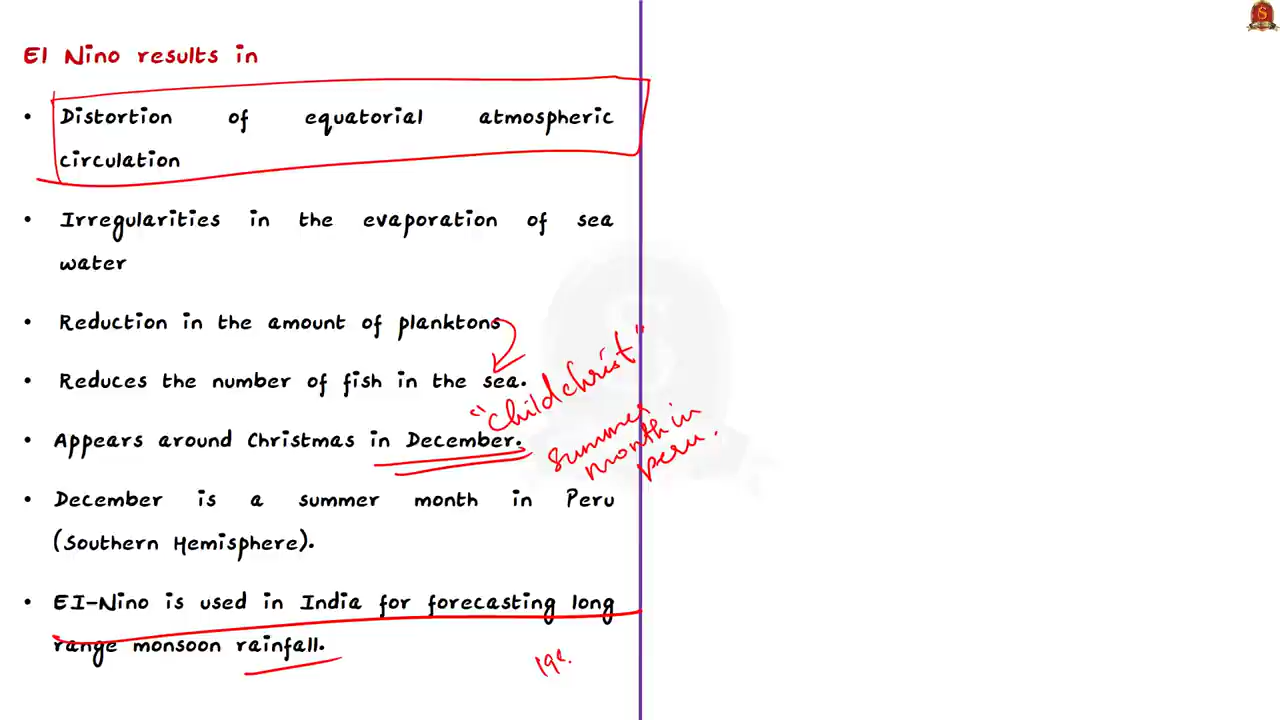 El Nino results in
• Distortion of equatorial atmospheric
circulation
• Irregularities in the evaporation of sea
water
• Reduction in the amount of planktons
• Reduces the number of fish in the sea.
"Child christ"
• Appears around Christmas in December.
Summer
month in
peru.
• December is a summer month in Peru
(Southern Hemisphere).
• EI-Nino is used in India for forecasting long
range monsoon rainfall.